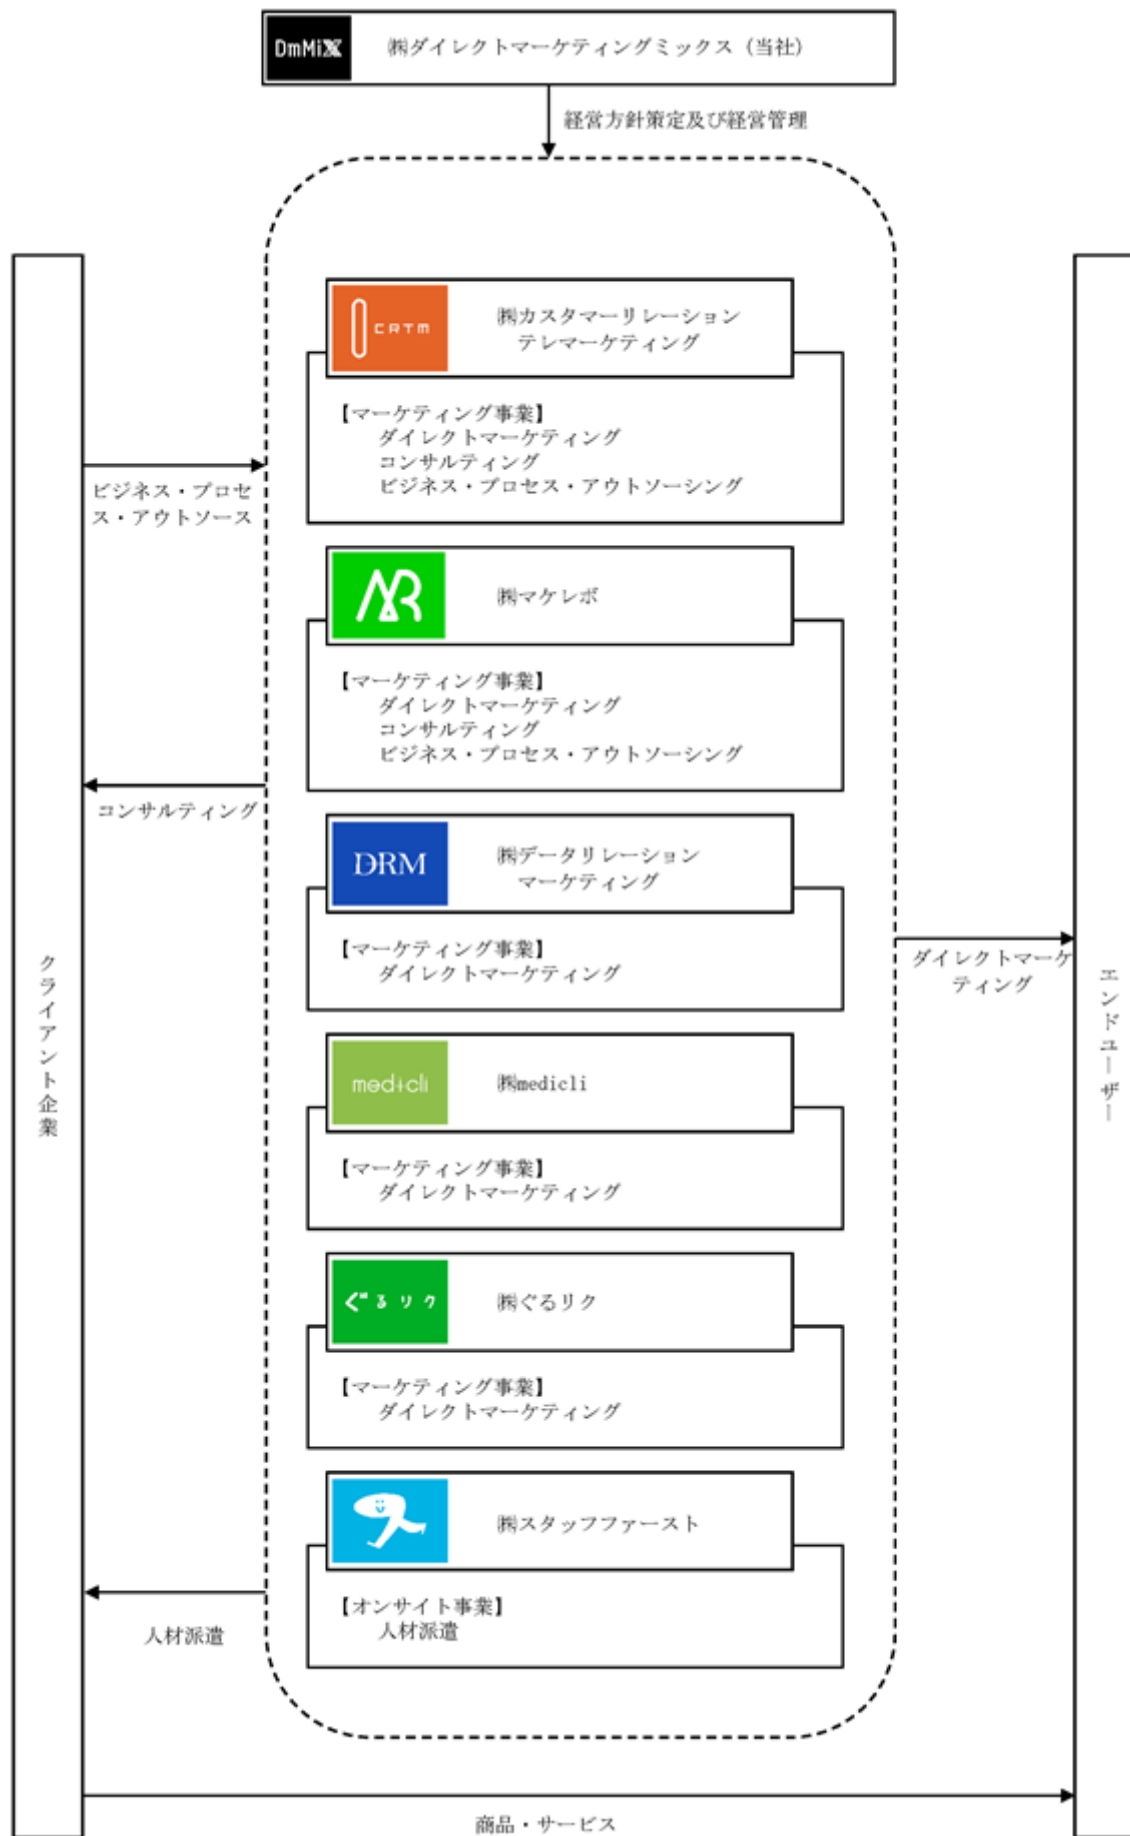 DmMiX
㈱ダイレクトマーケティングミックス（当社）
経営方針策定及び経営管理
CRTM
㈱カスタマーリレーション
テレマーケティング
【マーケティング事業】
ダイレクトマーケティング
コンサルティング
ビジネス・プロセス・アウトソーシング
ビジネス・プロセ
ス・アウトソース
㈱マケレボ
【マーケティング事業】
ダイレクトマーケティング
コンサルティング
ビジネス・プロセス・アウトソーシング
コンサルティング
DRM
㈱データリレーション
マーケティング
【マーケティング事業】
ダイレクトマーケティング
クライアント企業
ダイレクトマーケ
ティング
エンドユーザー
medicli
㈱medicli
【マーケティング事業】
ダイレクトマーケティング
ぐるリク
㈱ぐるリク
【マーケティング事業】
ダイレクトマーケティング
㈱スタッフファースト
【オンサイト事業】
人材派遣
人材派遣
商品・サービス